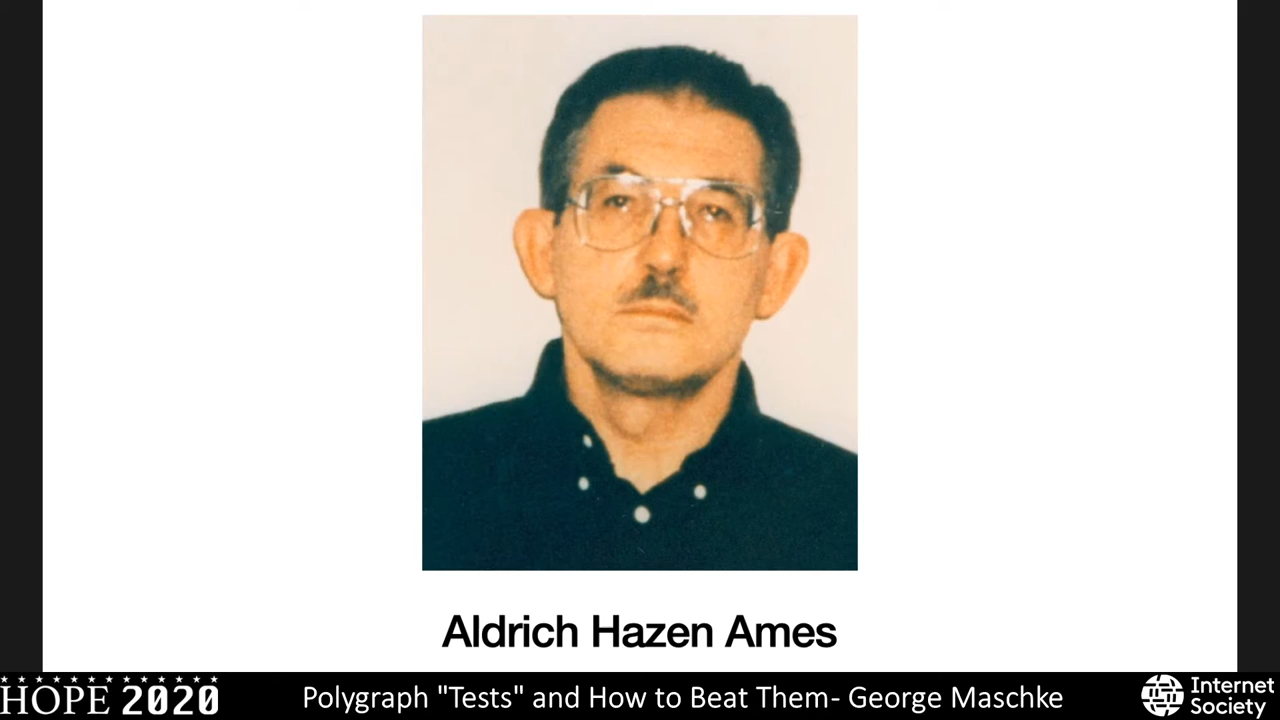 Aldrich Hazen Ames
HOPE 2020
Polygraph "Tests" and How to Beat Them- George Maschke
Internet
Society